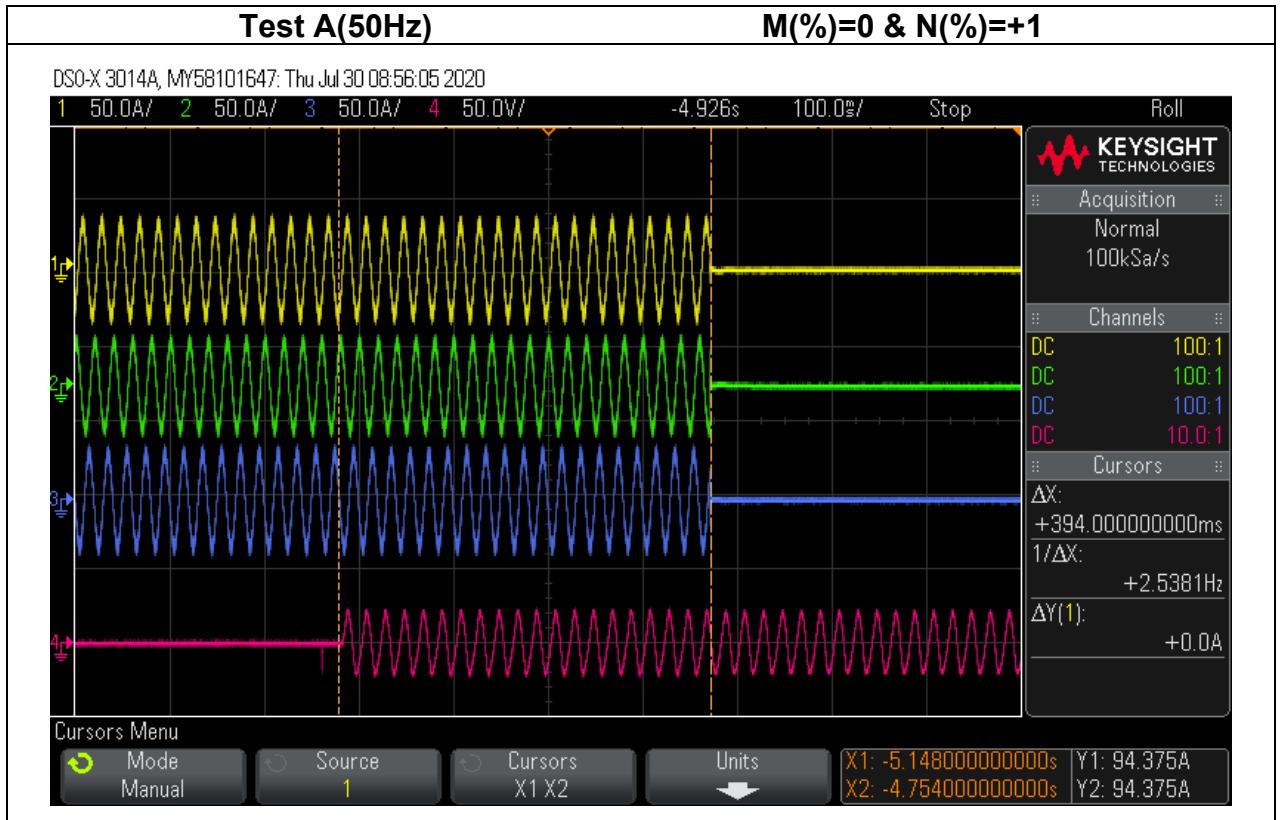 Test A(50Hz) M(%)=0 & N(%)=+1
DSO-X 3014A, MY58101647: Thu Jul 30 08:56:05 2020
1 50.0A/ 2 50.0A/ 3 50.0A/ 4 50.0V/ -4.926s 100.0ms/ Stop Roll
KEYSIGHT
TECHNOLOGIES
Acquisition
Normal
100kSa/s
Channels
DC 100:1
DC 100:1
DC 100:1
DC 10.0:1
Cursors
ΔX:
+394.000000000ms
1/ΔX:
+2.5381Hz
ΔY(1):
+0.0A
1
2
3
4
Cursors Menu
Mode
Manual
Source
1
Cursors
X1 X2
Units
X1: -5.148000000000s Y1: 94.375A
X2: -4.754000000000s Y2: 94.375A